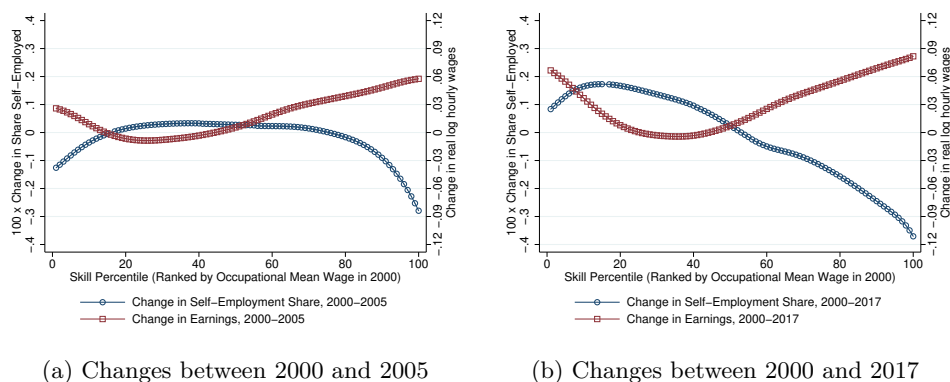 100 x Change in Share Self-Employed
.4
.3
.2
.1
0
-.1
-.2
-.3
-.4
.12
.09
.06
.03
0
-.03
-.06
-.09
-.12
Change in real log hourly wages
0 20 40 60 80 100
Skill Percentile (Ranked by Occupational Mean Wage in 2000)
Change in Self-Employment Share, 2000-2005
Change in Earnings, 2000-2005
(a) Changes between 2000 and 2005
100 x Change in Share Self-Employed
.4
.3
.2
.1
0
-.1
-.2
-.3
-.4
.12
.09
.06
.03
0
-.03
-.06
-.09
-.12
Change in real log hourly wages
0 20 40 60 80 100
Skill Percentile (Ranked by Occupational Mean Wage in 2000)
Change in Self-Employment Share, 2000-2017
Change in Earnings, 2000-2017
(b) Changes between 2000 and 2017